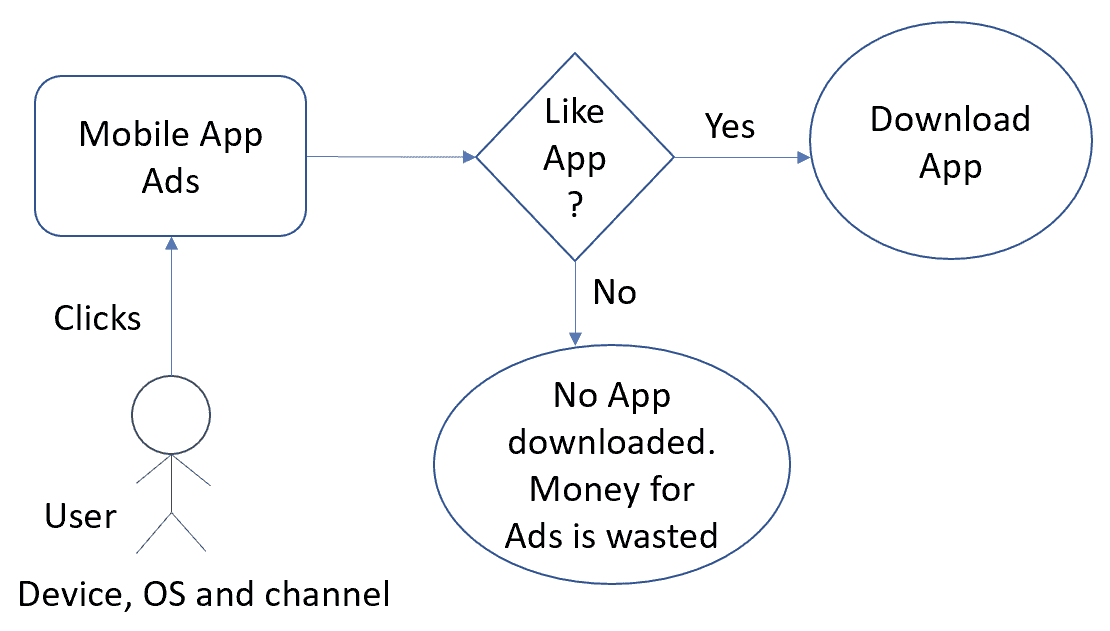 Mobile App
Ads
Like
App
?
Yes
Download
App
No
Clicks
No App
downloaded.
Money for
Ads is wasted
User
Device, OS and channel